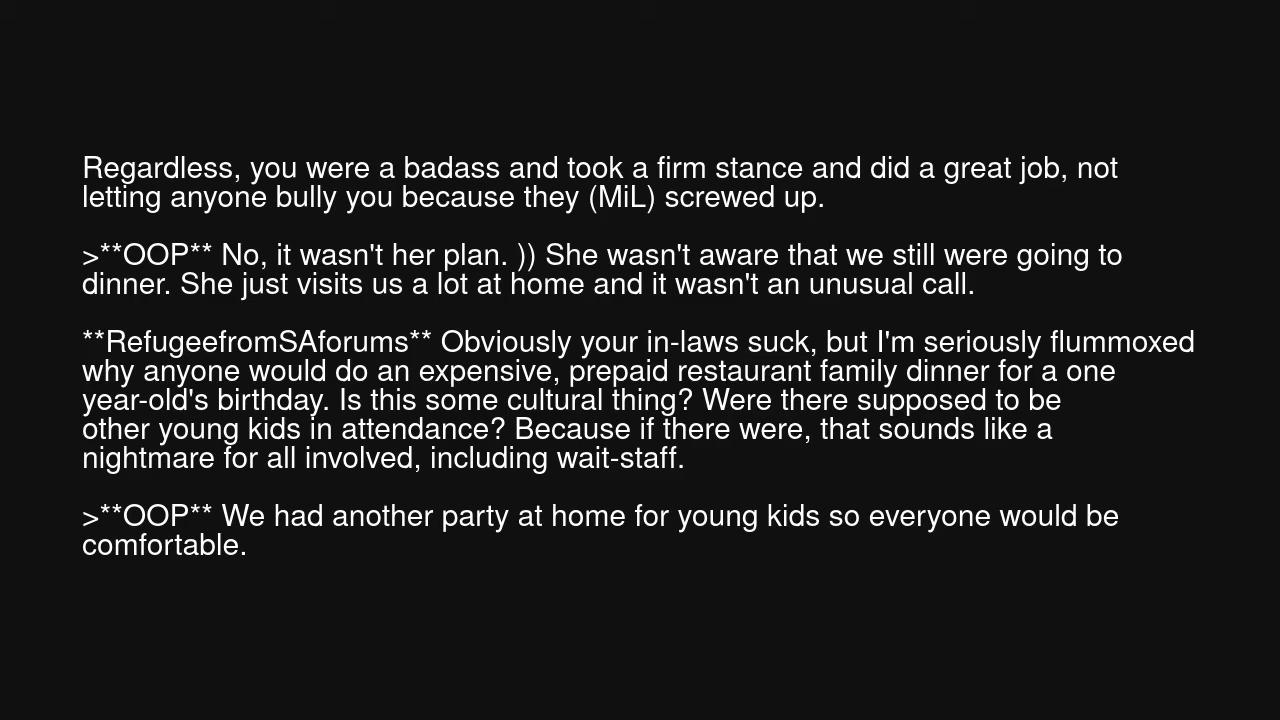 Regardless, you were a badass and took a firm stance and did a great job, not
letting anyone bully you because they (MiL) screwed up.
>**OOP** No, it wasn't her plan. )) She wasn't aware that we still were going to
dinner. She just visits us a lot at home and it wasn't an unusual call.
**RefugeefromSAforums** Obviously your in-laws suck, but I'm seriously flummoxed
why anyone would do an expensive, prepaid restaurant family dinner for a one
year-old's birthday. Is this some cultural thing? Were there supposed to be
other young kids in attendance? Because if there were, that sounds like a
nightmare for all involved, including wait-staff.
>**OOP** We had another party at home for young kids so everyone would be
comfortable.